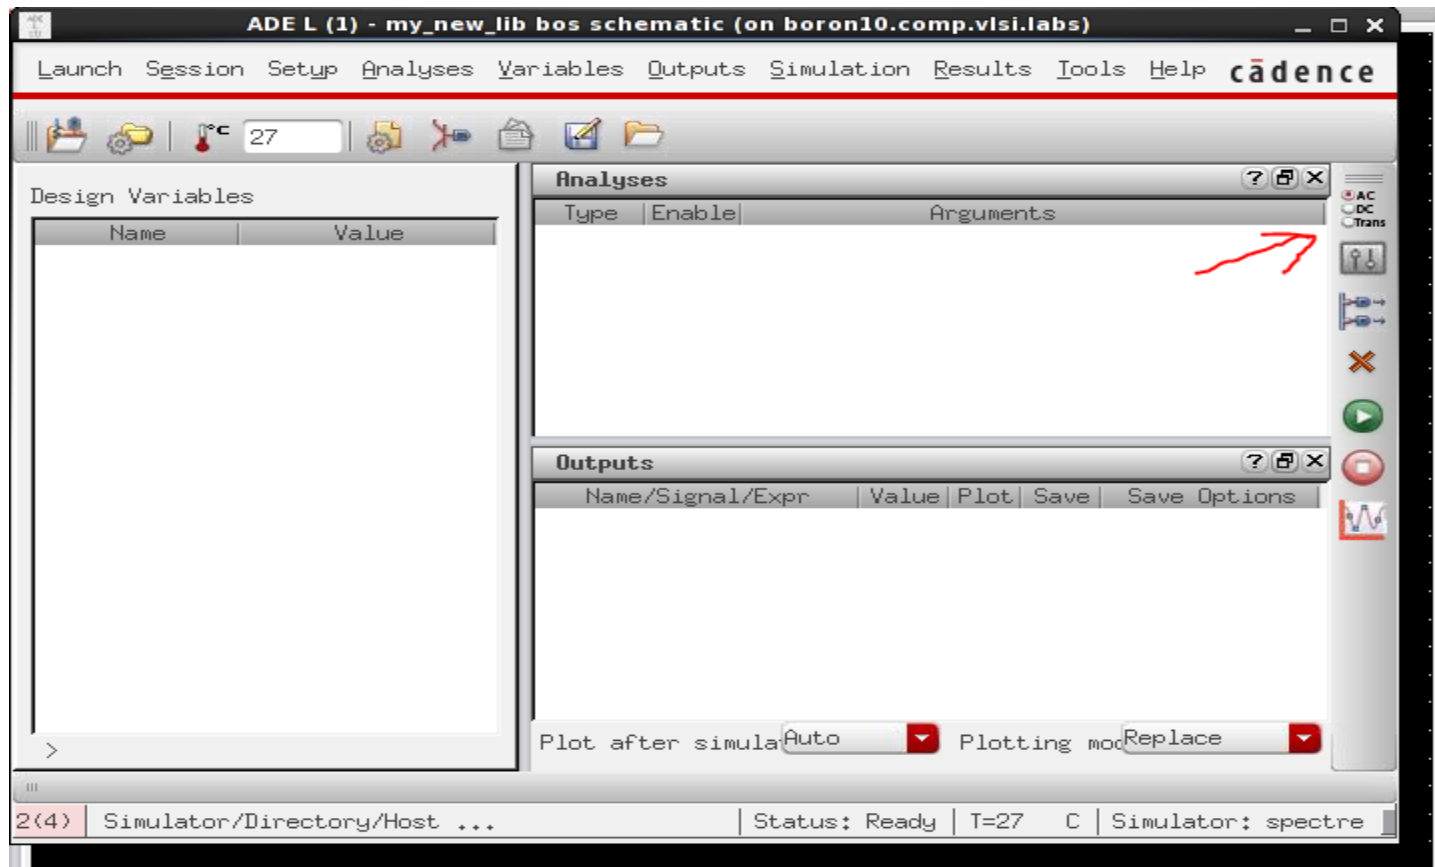 ADE L (1) - my_new_lib bos schematic (on boron10.comp.vlsi.labs)
Launch Session Setup Analyses Variables Outputs Simulation Results Tools Help cādence
°C 27
Design Variables
Name Value
Analyses
Type Enable Arguments
AC
DC
Trans
Outputs
Name/Signal/Expr Value Plot Save Save Options
Plot after simula Auto Plotting mod Replace
>
2(4) Simulator/Directory/Host ... Status: Ready T=27 C Simulator: spectre